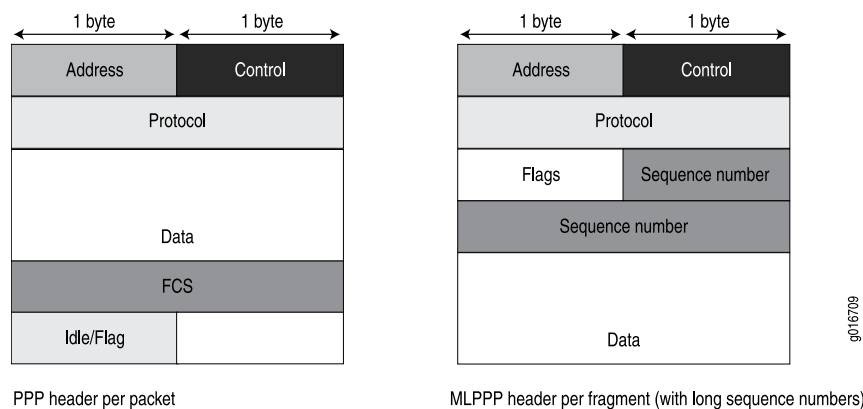 1 byte 1 byte
Address Control
Protocol
Data
FCS
Idle/Flag
PPP header per packet
1 byte 1 byte
Address Control
Protocol
Flags Sequence number
Sequence number
Data
MLPPP header per fragment (with long sequence numbers)
g016709